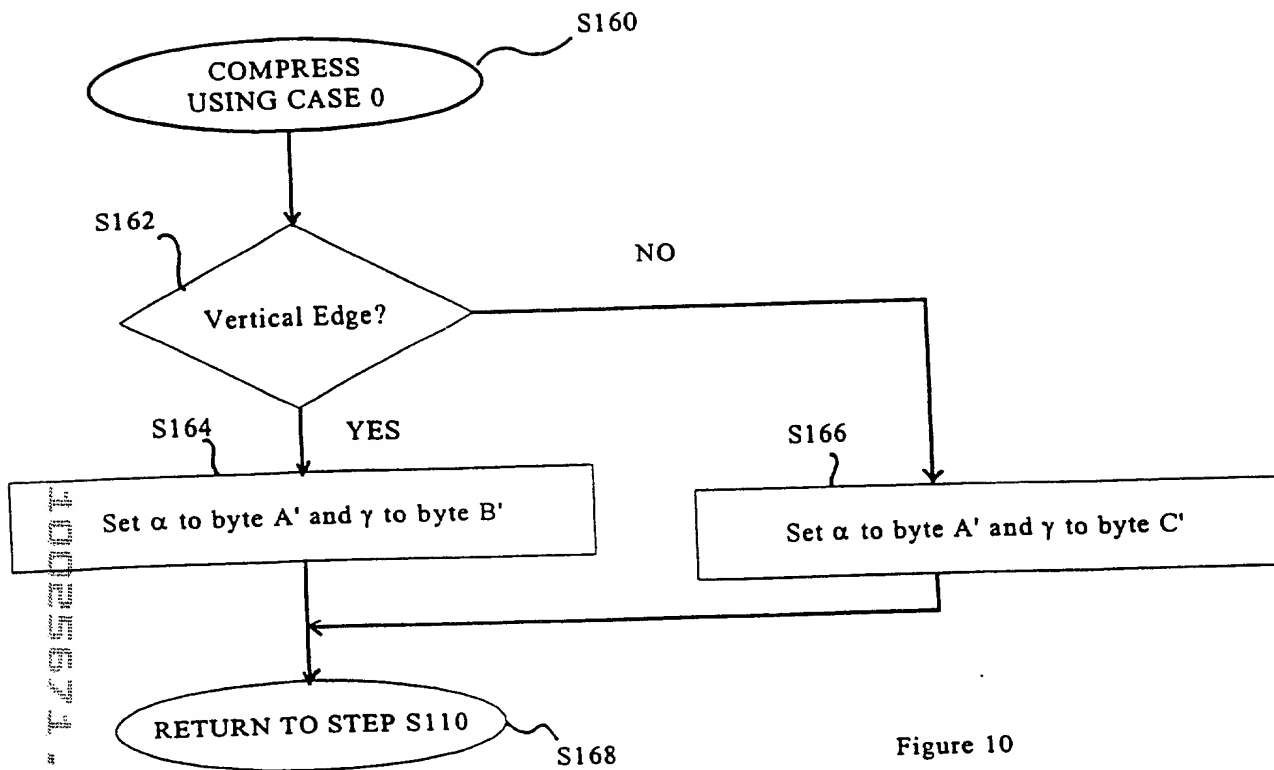 S160
COMPRESS
USING CASE 0
S162
NO
Vertical Edge?
S164
YES
S166
Set α to byte A' and γ to byte B'
Set α to byte A' and γ to byte C'
10025671.
RETURN TO STEP S110
S168
Figure 10